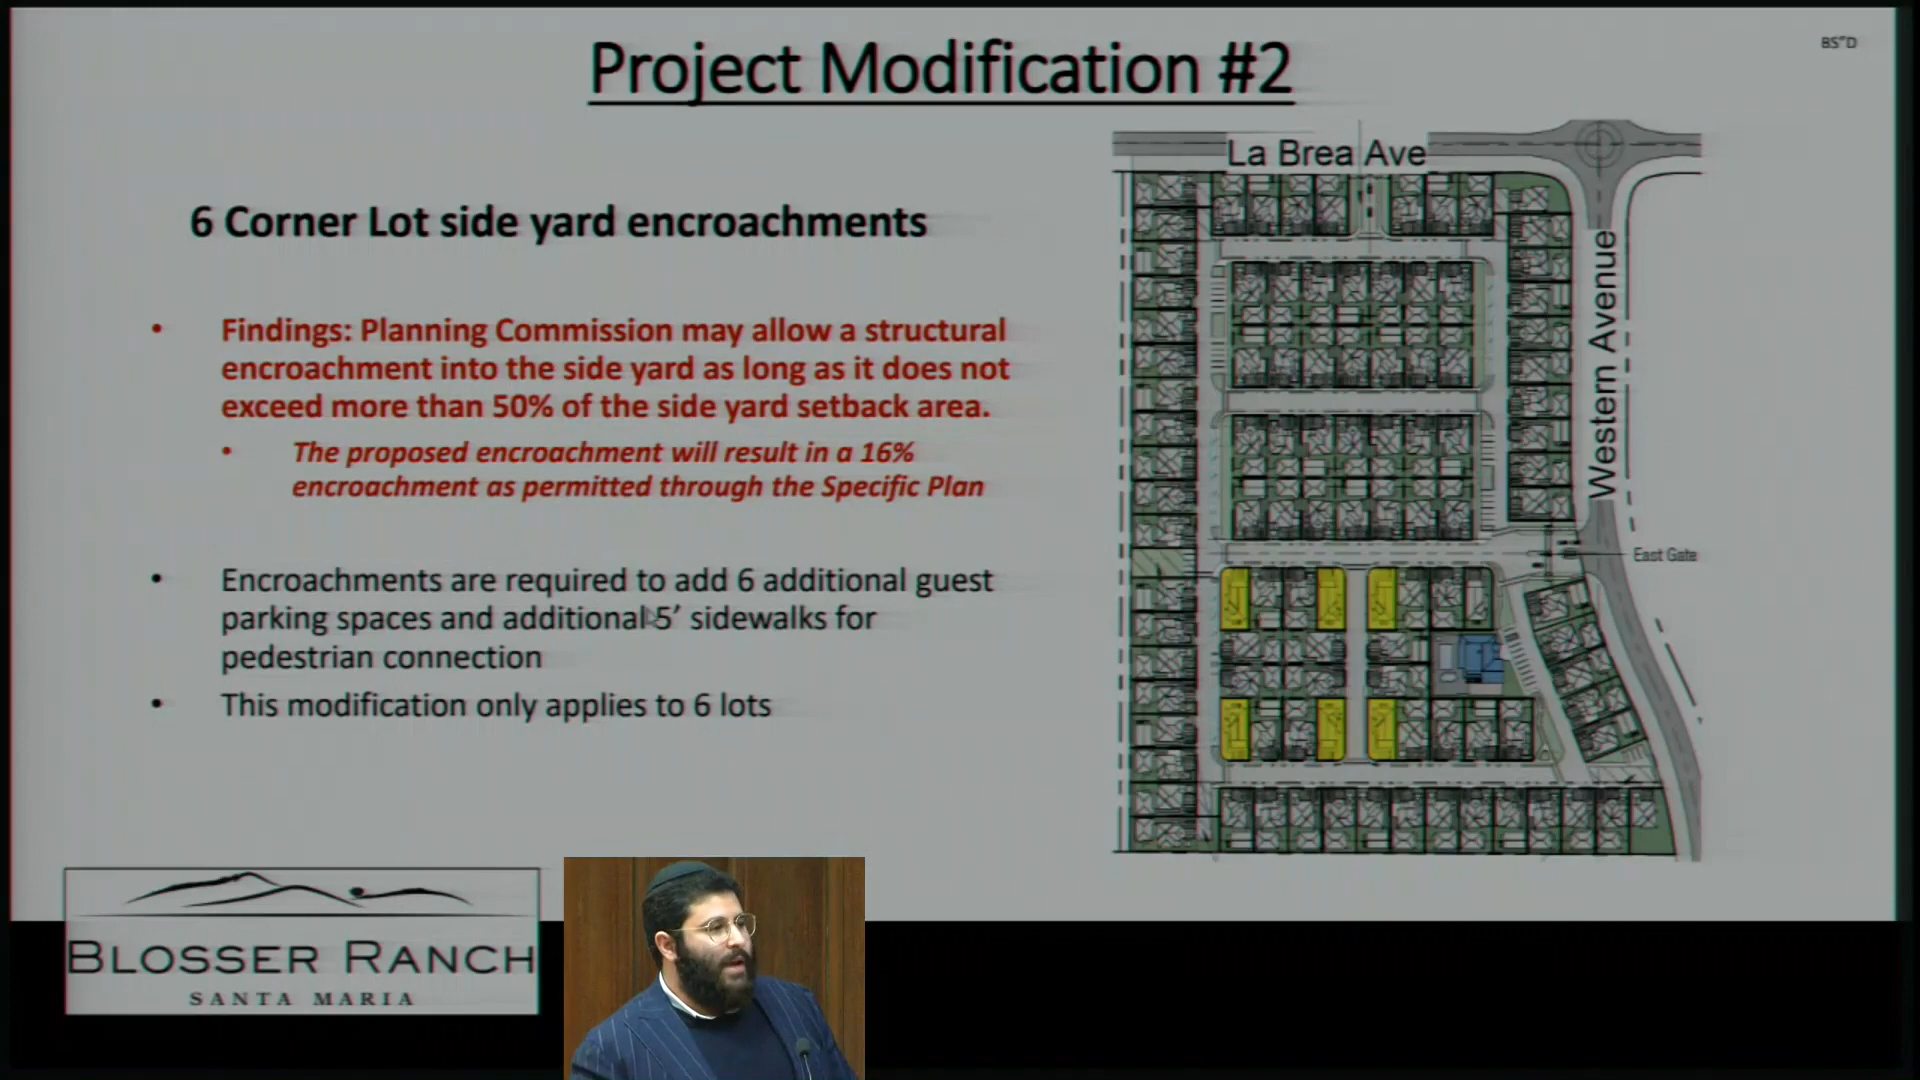 Project Modification #2
BS"D
6 Corner Lot side yard encroachments
• Findings: Planning Commission may allow a structural
encroachment into the side yard as long as it does not
exceed more than 50% of the side yard setback area.
• The proposed encroachment will result in a 16%
encroachment as permitted through the Specific Plan
• Encroachments are required to add 6 additional guest
parking spaces and additional 5’ sidewalks for
pedestrian connection
• This modification only applies to 6 lots
La Brea Ave
Western Avenue
East Gate
BLOSSER RANCH
SANTA MARIA